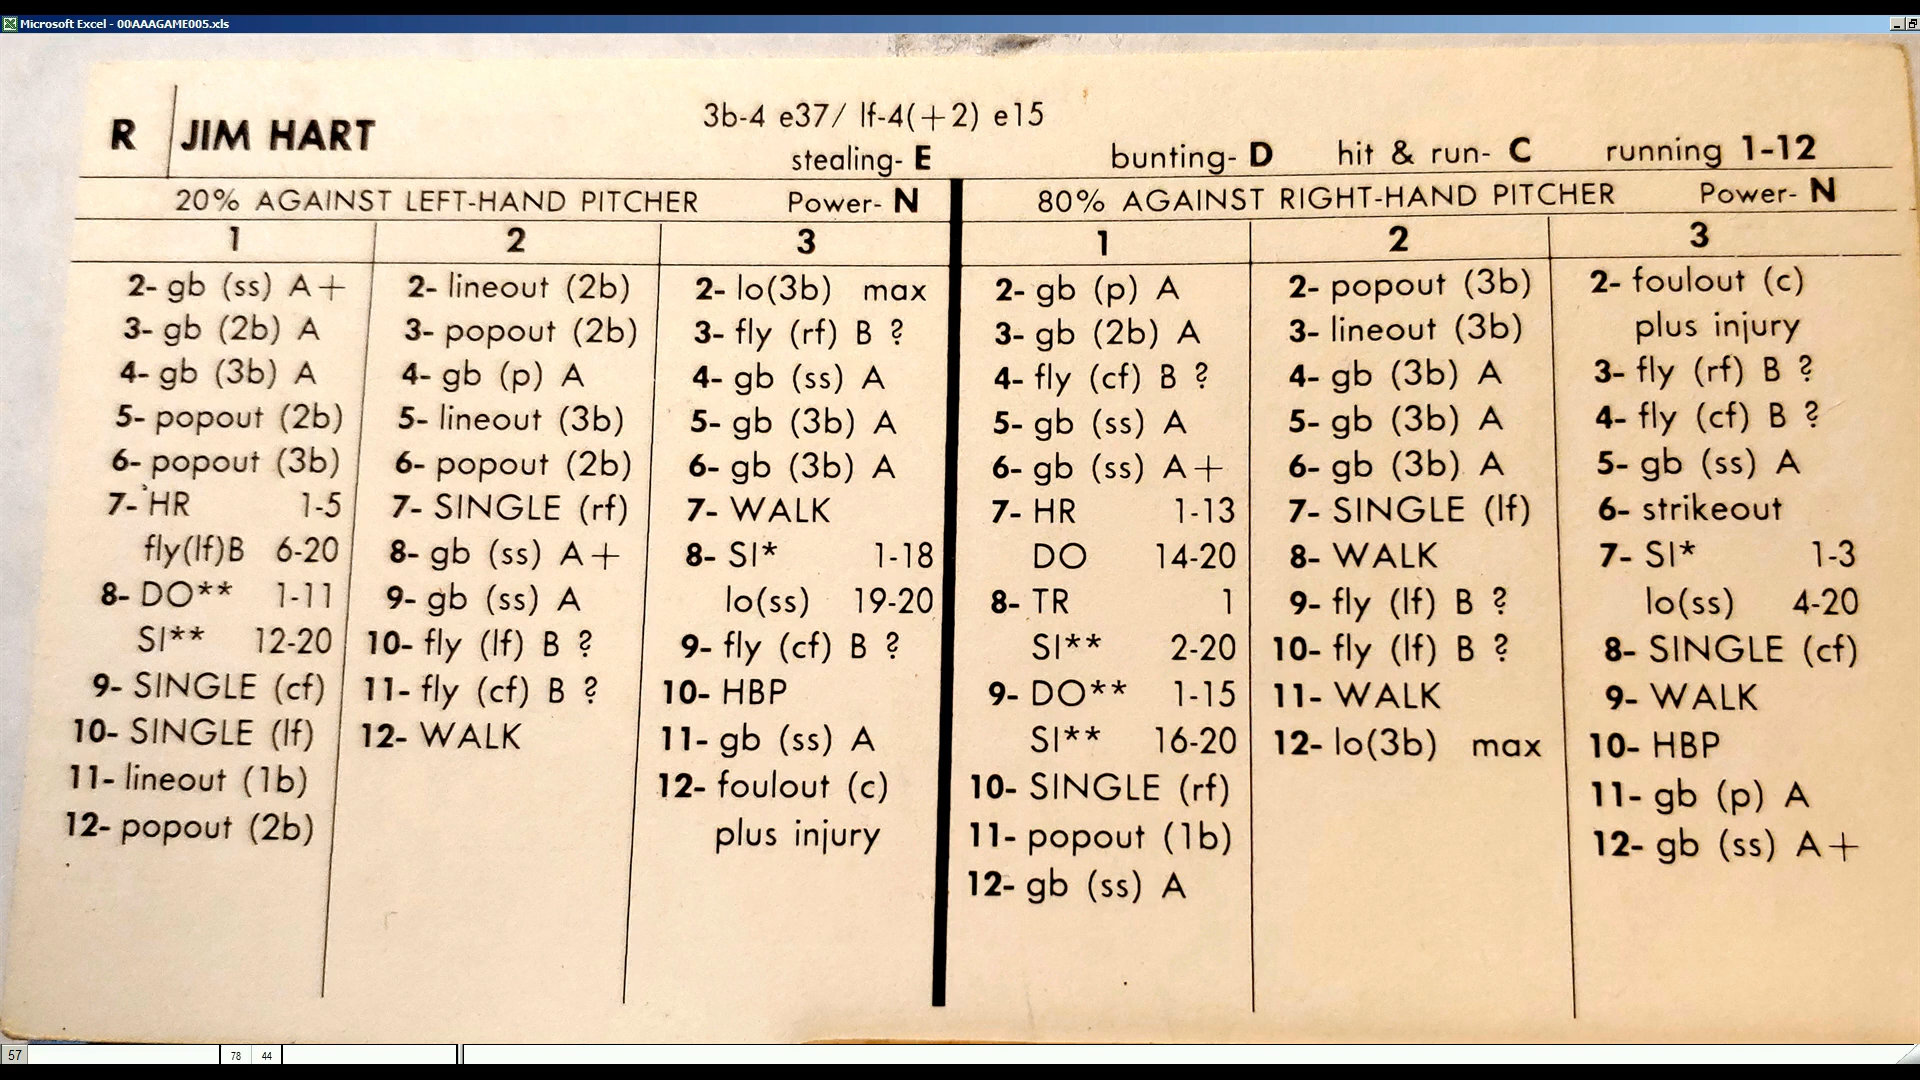 Microsoft Excel - 00AAAGAME005.xls
R JIM HART
3b-4 e37/ lf-4(+2) e15
stealing- E bunting- D hit & run- C running 1-12
20% AGAINST LEFT-HAND PITCHER Power- N
1 2 3
2- gb (ss) A+
3- gb (2b) A
4- gb (3b) A
5- popout (2b)
6- popout (3b)
7- HR 1-5
fly(lf)B 6-20
8- DO** 1-11
SI** 12-20
9- SINGLE (cf)
10- SINGLE (lf)
11- lineout (1b)
12- popout (2b)
2- lineout (2b)
3- popout (2b)
4- gb (p) A
5- lineout (3b)
6- popout (2b)
7- SINGLE (rf)
8- gb (ss) A+
9- gb (ss) A
10- fly (lf) B ?
11- fly (cf) B ?
12- WALK
2- lo(3b) max
3- fly (rf) B ?
4- gb (ss) A
5- gb (3b) A
6- gb (3b) A
7- WALK
8- SI* 1-18
lo(ss) 19-20
9- fly (cf) B ?
10- HBP
11- gb (ss) A
12- foulout (c)
plus injury
80% AGAINST RIGHT-HAND PITCHER Power- N
1 2 3
2- gb (p) A
3- gb (2b) A
4- fly (cf) B ?
5- gb (ss) A
6- gb (ss) A+
7- HR 1-13
DO 14-20
8- TR 1
SI** 2-20
9- DO** 1-15
SI** 16-20
10- SINGLE (rf)
11- popout (1b)
12- gb (ss) A
2- popout (3b)
3- lineout (3b)
4- gb (3b) A
5- gb (3b) A
6- gb (3b) A
7- SINGLE (lf)
8- WALK
9- fly (lf) B ?
10- fly (lf) B ?
11- WALK
12- lo(3b) max
2- foulout (c)
plus injury
3- fly (rf) B ?
4- fly (cf) B ?
5- gb (ss) A
6- strikeout
7- SI* 1-3
lo(ss) 4-20
8- SINGLE (cf)
9- WALK
10- HBP
11- gb (p) A
12- gb (ss) A+
57 78 44